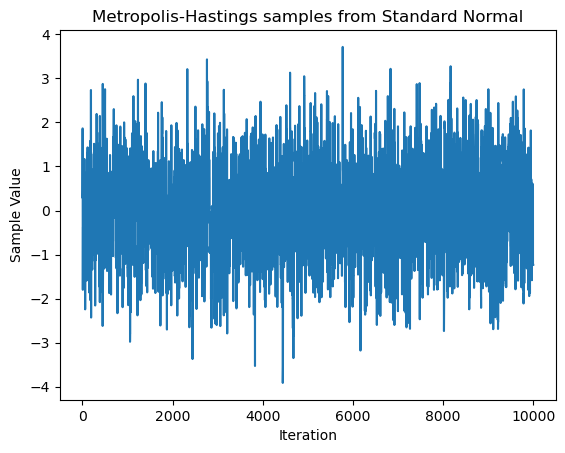 Metropolis-Hastings samples from Standard Normal
4
3
2
1
0
−1
−2
−3
−4
Sample Value
0 2000 4000 6000 8000 10000
Iteration